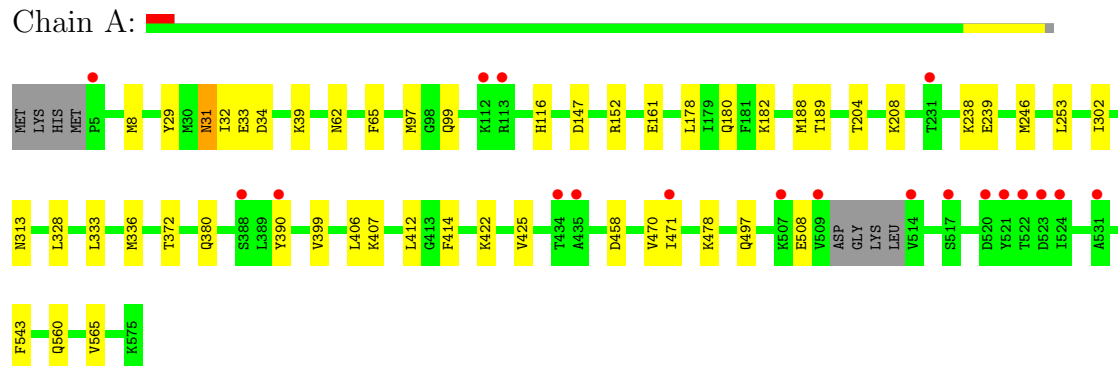 Chain A:
MET LYS HIS MET P5 M8 Y29 M30 N31 I32 E33 D34 K39 N62 F65 M97 G98 Q99 K112 R113 H116 D147 R152 E161 L178 I179 Q180 F181 K182 M188 T189 T204 K208 T231 K238 E239 M246 L253 I302
N313 L328 L333 M336 T372 Q380 S388 L389 Y390 V399 L406 K407 L412 G413 F414 K422 V425 T434 A435 D458 V470 I471 K478 Q497 K507 E508 V509 ASP GLY LYS LEU V514 S517 D520 Y521 T522 D523 I524 A531
F543 Q560 V565 K575